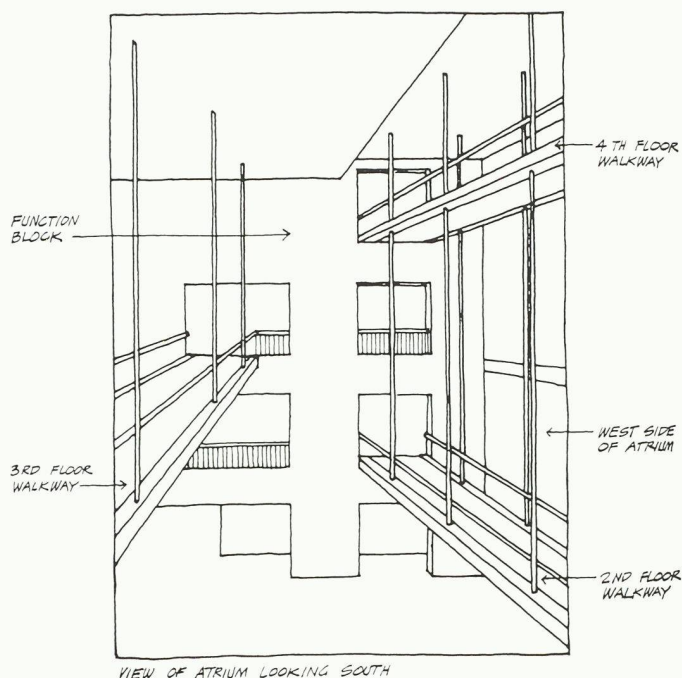 4TH FLOOR
WALKWAY
FUNCTION
BLOCK
WEST SIDE
OF ATRIUM
3RD FLOOR
WALKWAY
2ND FLOOR
WALKWAY
VIEW OF ATRIUM LOOKING SOUTH